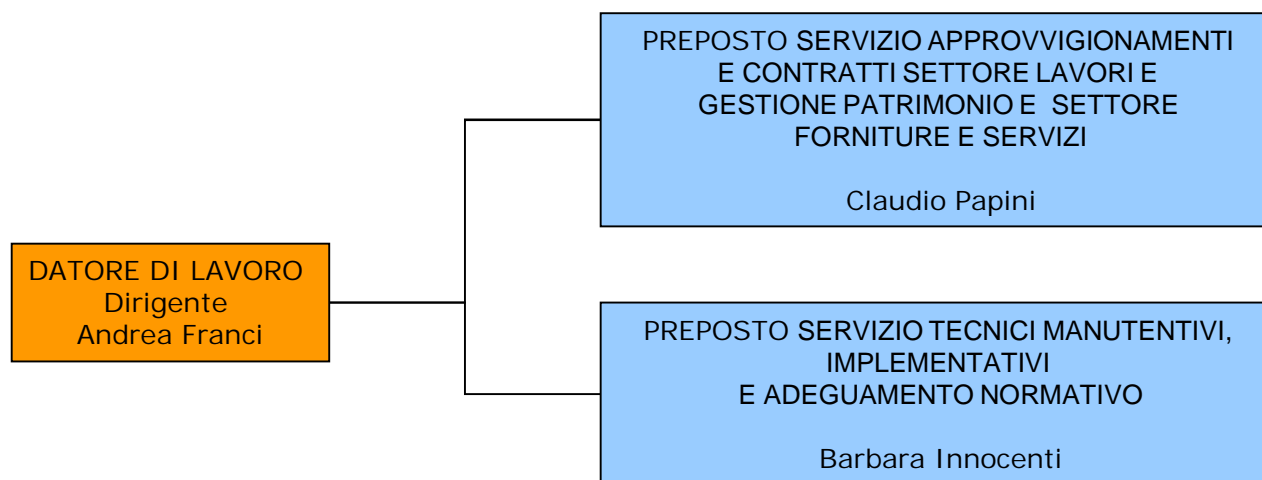 PREPOSTO SERVIZIO APPROVVIGIONAMENTI
E CONTRATTI SETTORE LAVORI E
GESTIONE PATRIMONIO E SETTORE
FORNITURE E SERVIZI
Claudio Papini
DATORE DI LAVORO
Dirigente
Andrea Franci
PREPOSTO SERVIZIO TECNICI MANUTENTIVI,
IMPLEMENTATIVI
E ADEGUAMENTO NORMATIVO
Barbara Innocenti